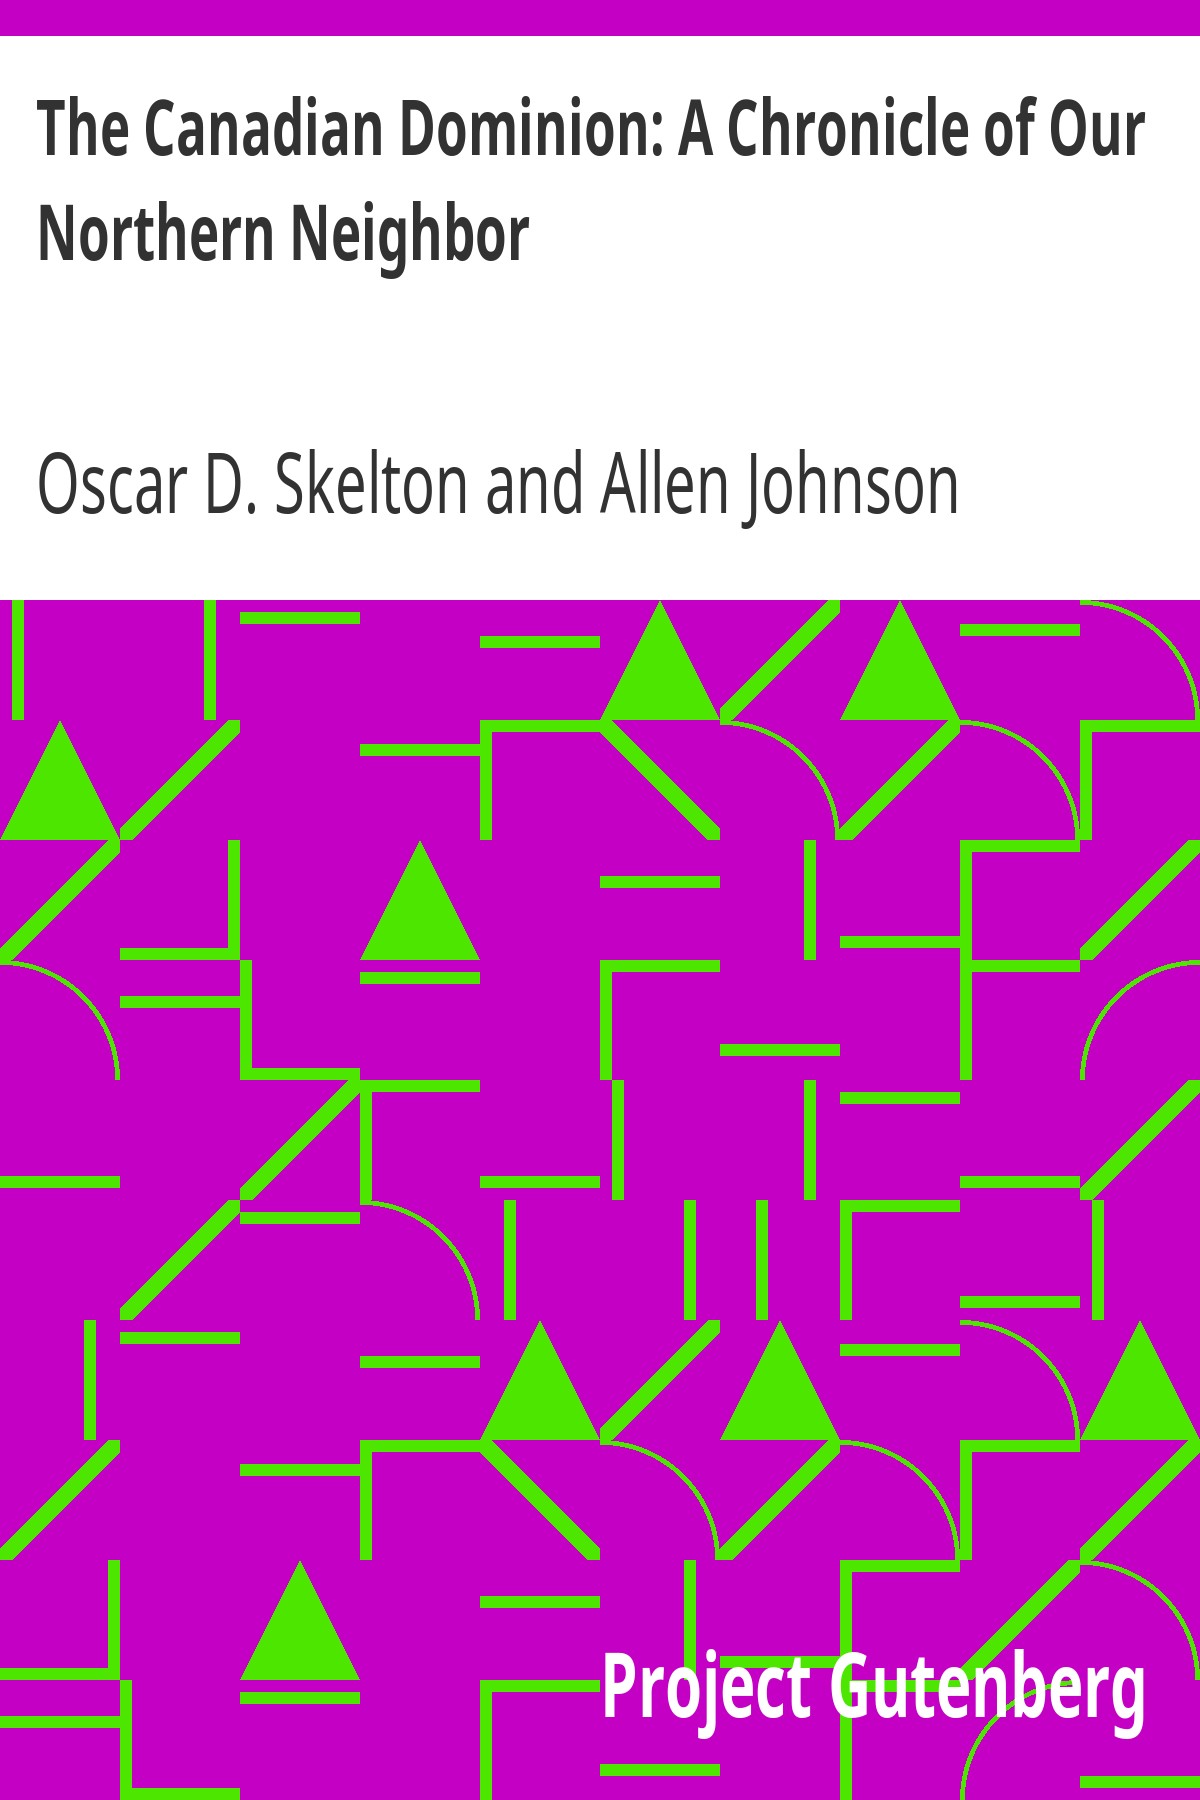 The Canadian Dominion: A Chronicle of Our
Northern Neighbor
Oscar D. Skelton and Allen Johnson
Project Gutenberg